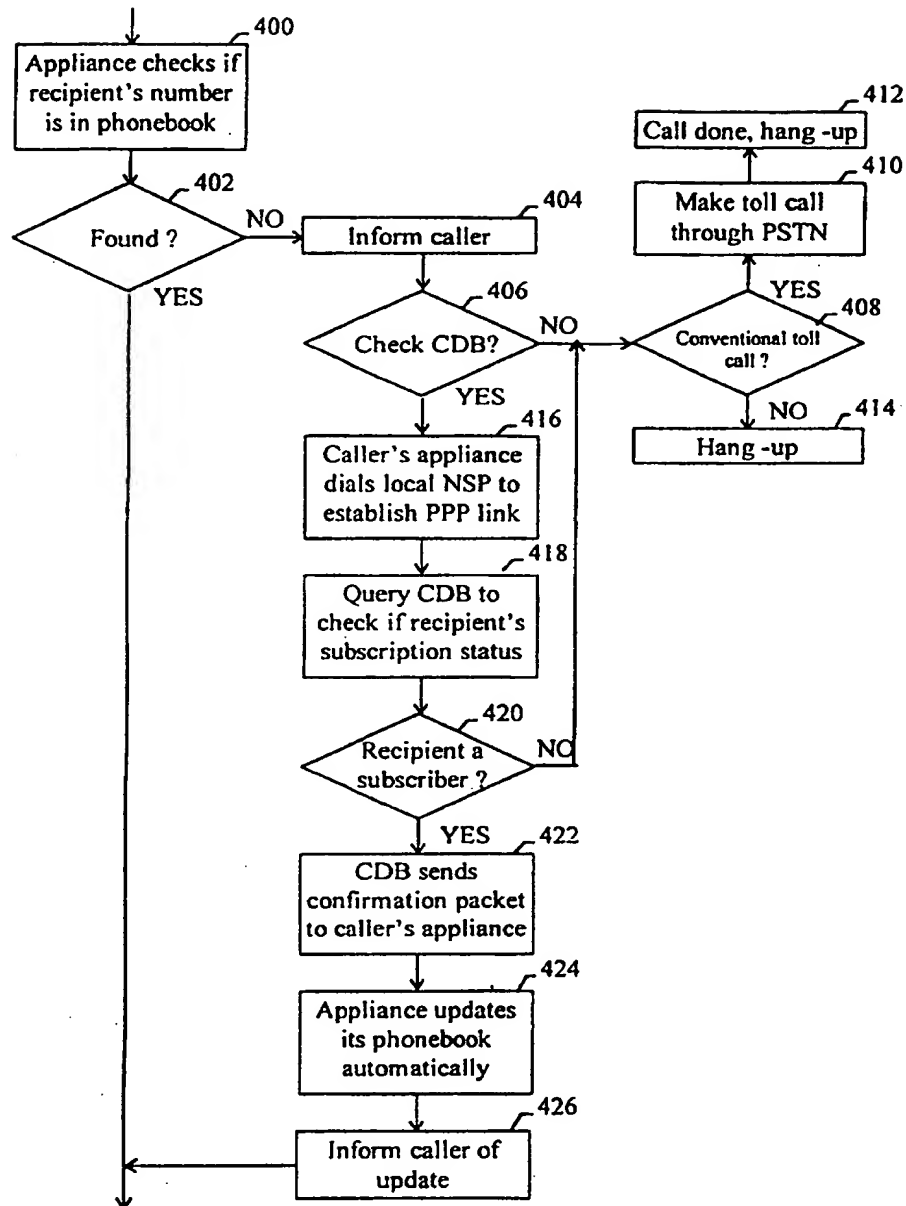 400
Appliance checks if
recipient's number
is in phonebook
402
Found ?
NO
YES
404
Inform caller
406
Check CDB?
NO
YES
412
Call done, hang -up
410
Make toll call
through PSTN
YES
408
Conventional toll
call ?
NO
414
Hang -up
416
Caller's appliance
dials local NSP to
establish PPP link
418
Query CDB to
check if recipient's
subscription status
420
Recipient a
subscriber ?
NO
YES
422
CDB sends
confirmation packet
to caller's appliance
424
Appliance updates
its phonebook
automatically
426
Inform caller of
update